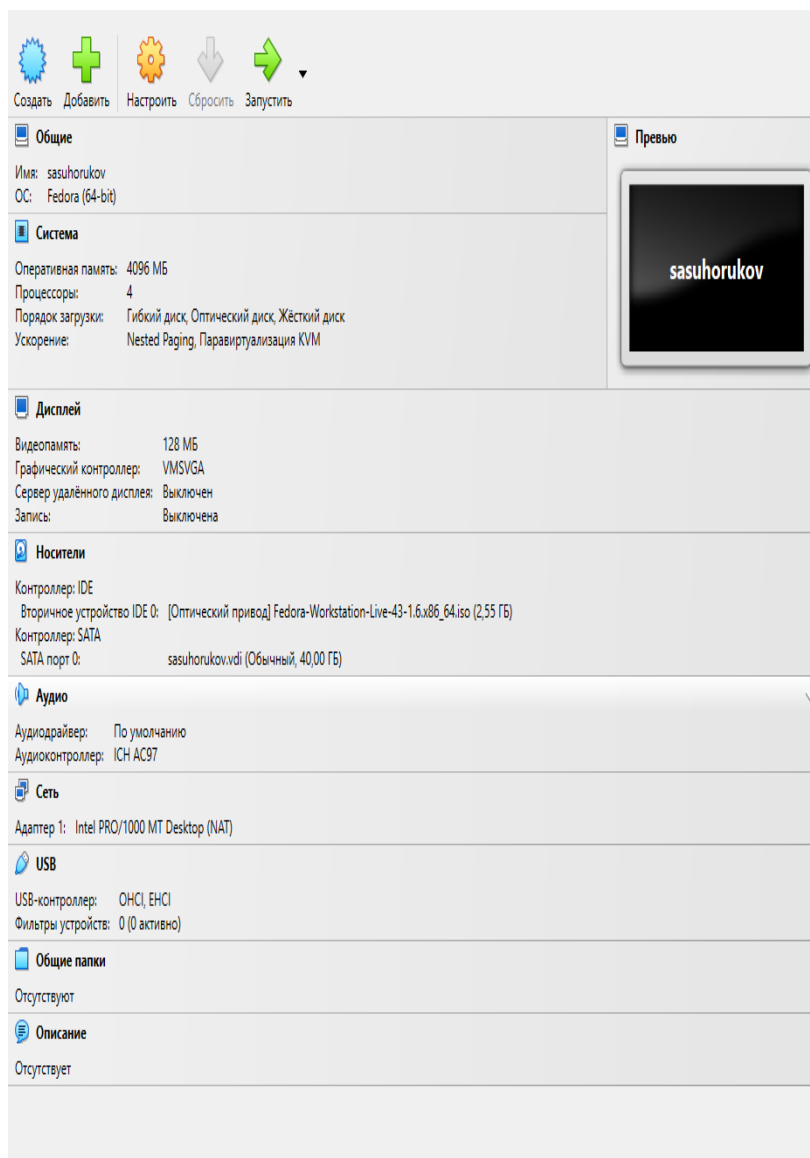 Создать Добавить Настроить Сбросить Запустить
Общие
Имя: sasuhorukov
ОС: Fedora (64-bit)
Превью
sasuhorukov
Система
Оперативная память: 4096 МБ
Процессоры: 4
Порядок загрузки: Гибкий диск, Оптический диск, Жёсткий диск
Ускорение: Nested Paging, Паравиртуализация KVM
Дисплей
Видеопамять: 128 МБ
Графический контроллер: VMSVGA
Сервер удалённого дисплея: Выключен
Запись: Выключена
Носители
Контроллер: IDE
Вторичное устройство IDE 0: [Оптический привод] Fedora-Workstation-Live-43-1.6.x86_64.iso (2,55 ГБ)
Контроллер: SATA
SATA порт 0: sasuhorukov.vdi (Обычный, 40,00 ГБ)
Аудио
Аудиодрайвер: По умолчанию
Аудиоконтроллер: ICH AC97
Сеть
Адаптер 1: Intel PRO/1000 MT Desktop (NAT)
USB
USB-контроллер: OHCI, EHCI
Фильтры устройств: 0 (0 активно)
Общие папки
Отсутствуют
Описание
Отсутствует